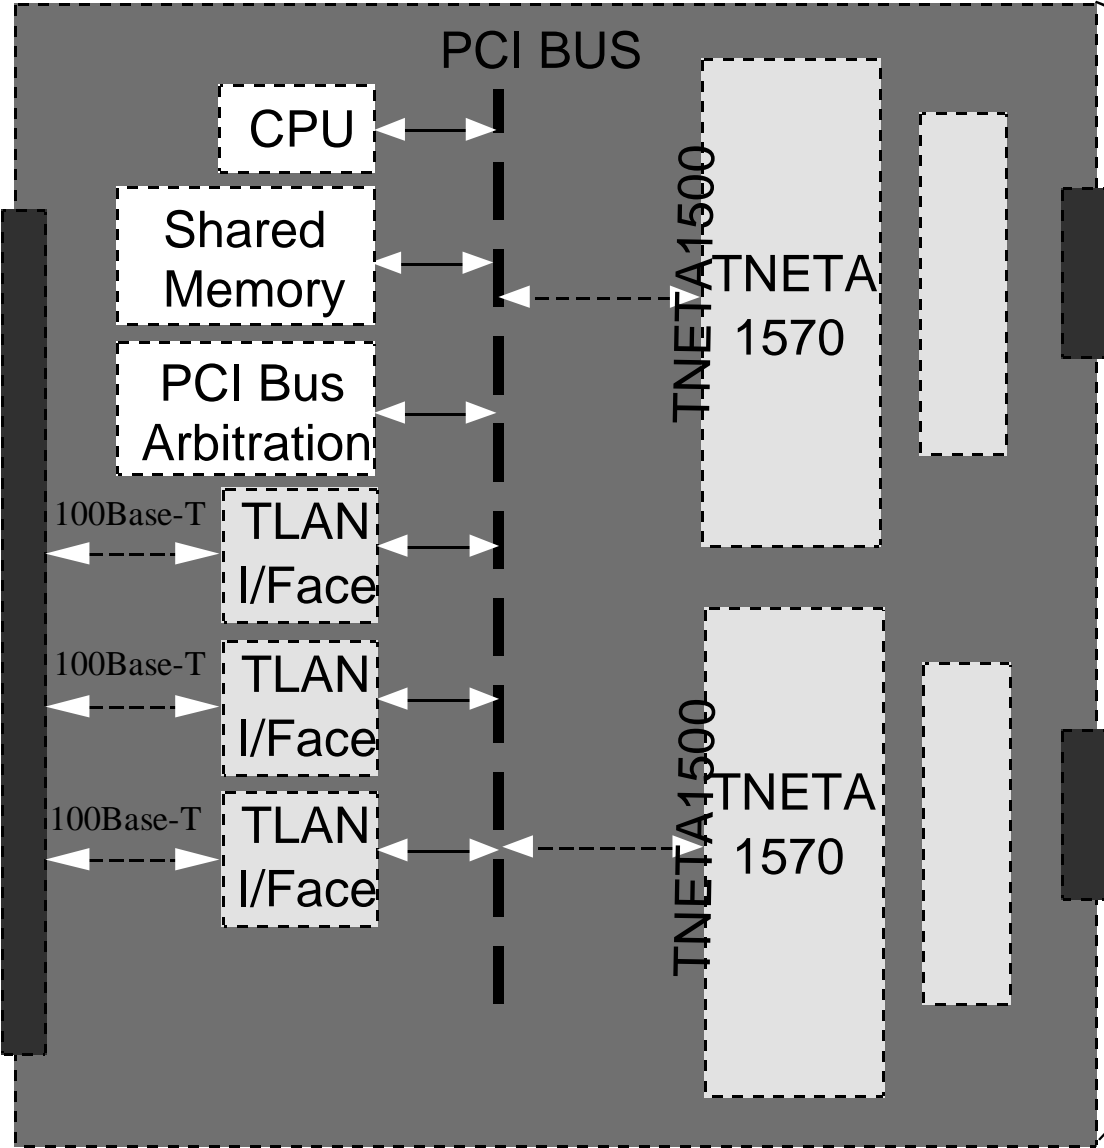 PCI BUS
CPU
Shared
Memory
PCI Bus
Arbitration
100Base-T
TLAN
I/Face
100Base-T
TLAN
I/Face
100Base-T
TLAN
I/Face
TNETA1500
TNETA
1570
TNETA1500
TNETA
1570